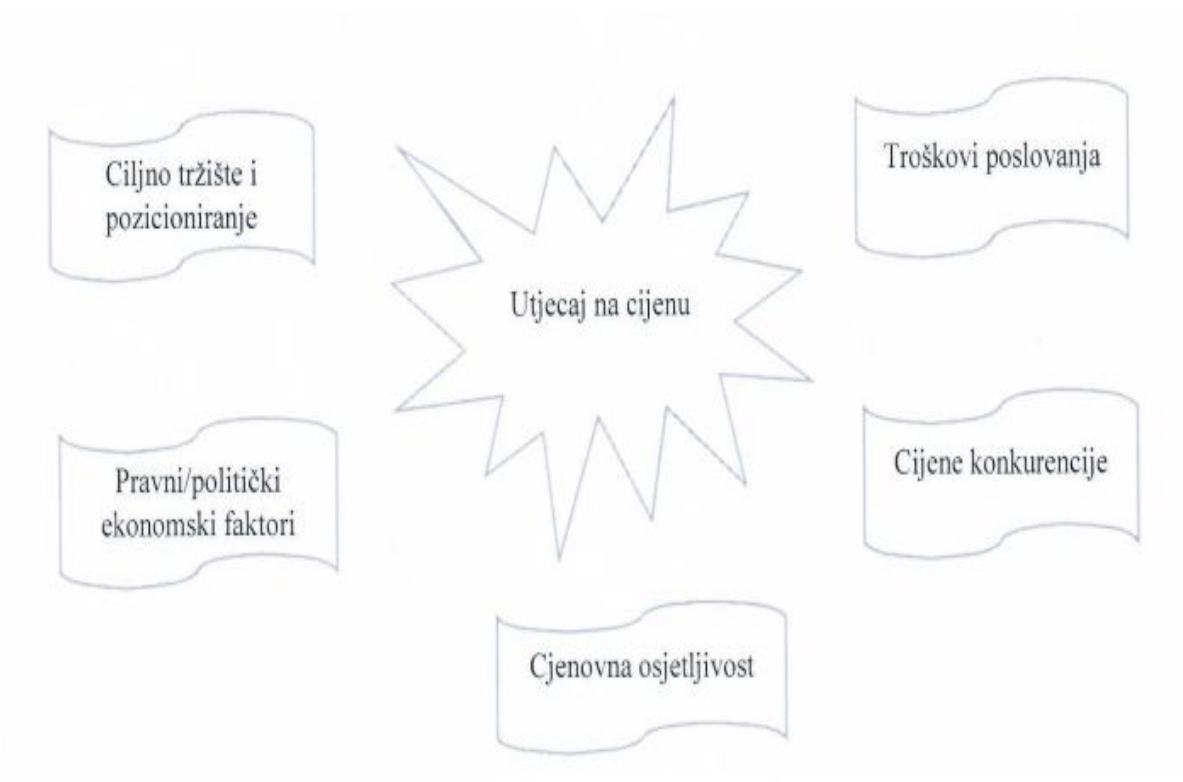 Ciljno tržište i
pozicioniranje
Troškovi poslovanja
Utjecaj na cijenu
Pravni/politički
ekonomski faktori
Cijene konkurencije
Cjenovna osjetljivost